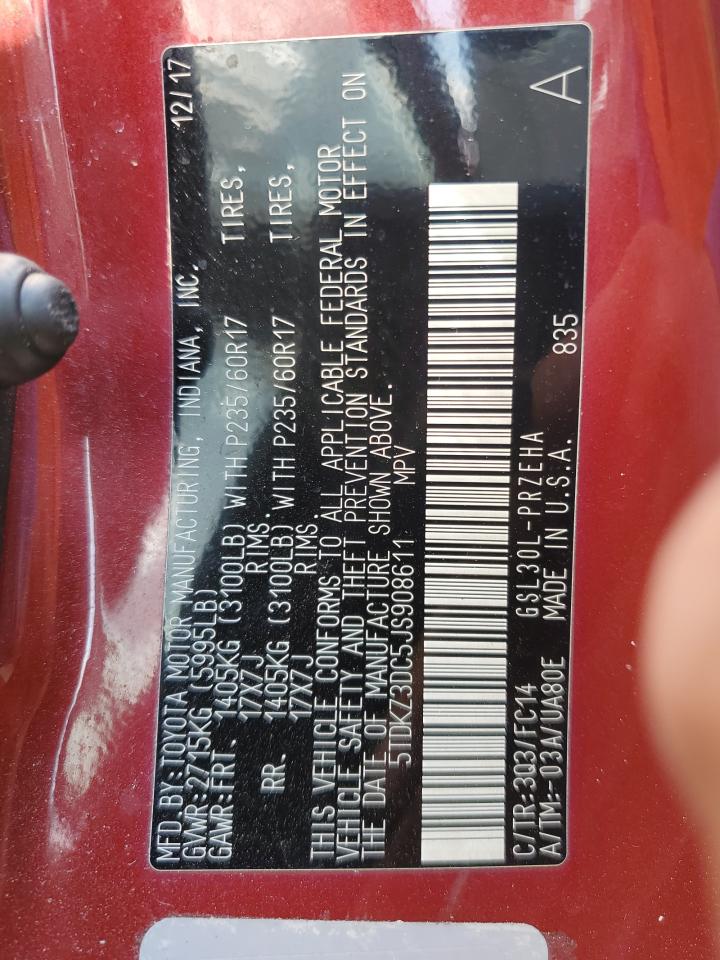 MFD.BY:TOYOTA MOTOR MANUFACTURING, INDIANA, INC. 12/17
GVWR:2715KG (5995LB)
GAWR:FRT. 1405KG (3100LB) WITH P235/60R17 TIRES,
17X7J RIMS.
RR. 1405KG (3100LB) WITH P235/60R17 TIRES,
17X7J RIMS.
THIS VEHICLE CONFORMS TO ALL APPLICABLE FEDERAL MOTOR
VEHICLE SAFETY AND THEFT PREVENTION STANDARDS IN EFFECT ON
THE DATE OF MANUFACTURE SHOWN ABOVE.
5TDKZ3DC5JS908611 MPV
C/TR:3Q3/FC14 GSL30L-PRZEHA
A/TM:-03A/UA80E MADE IN U.S.A. 835
A